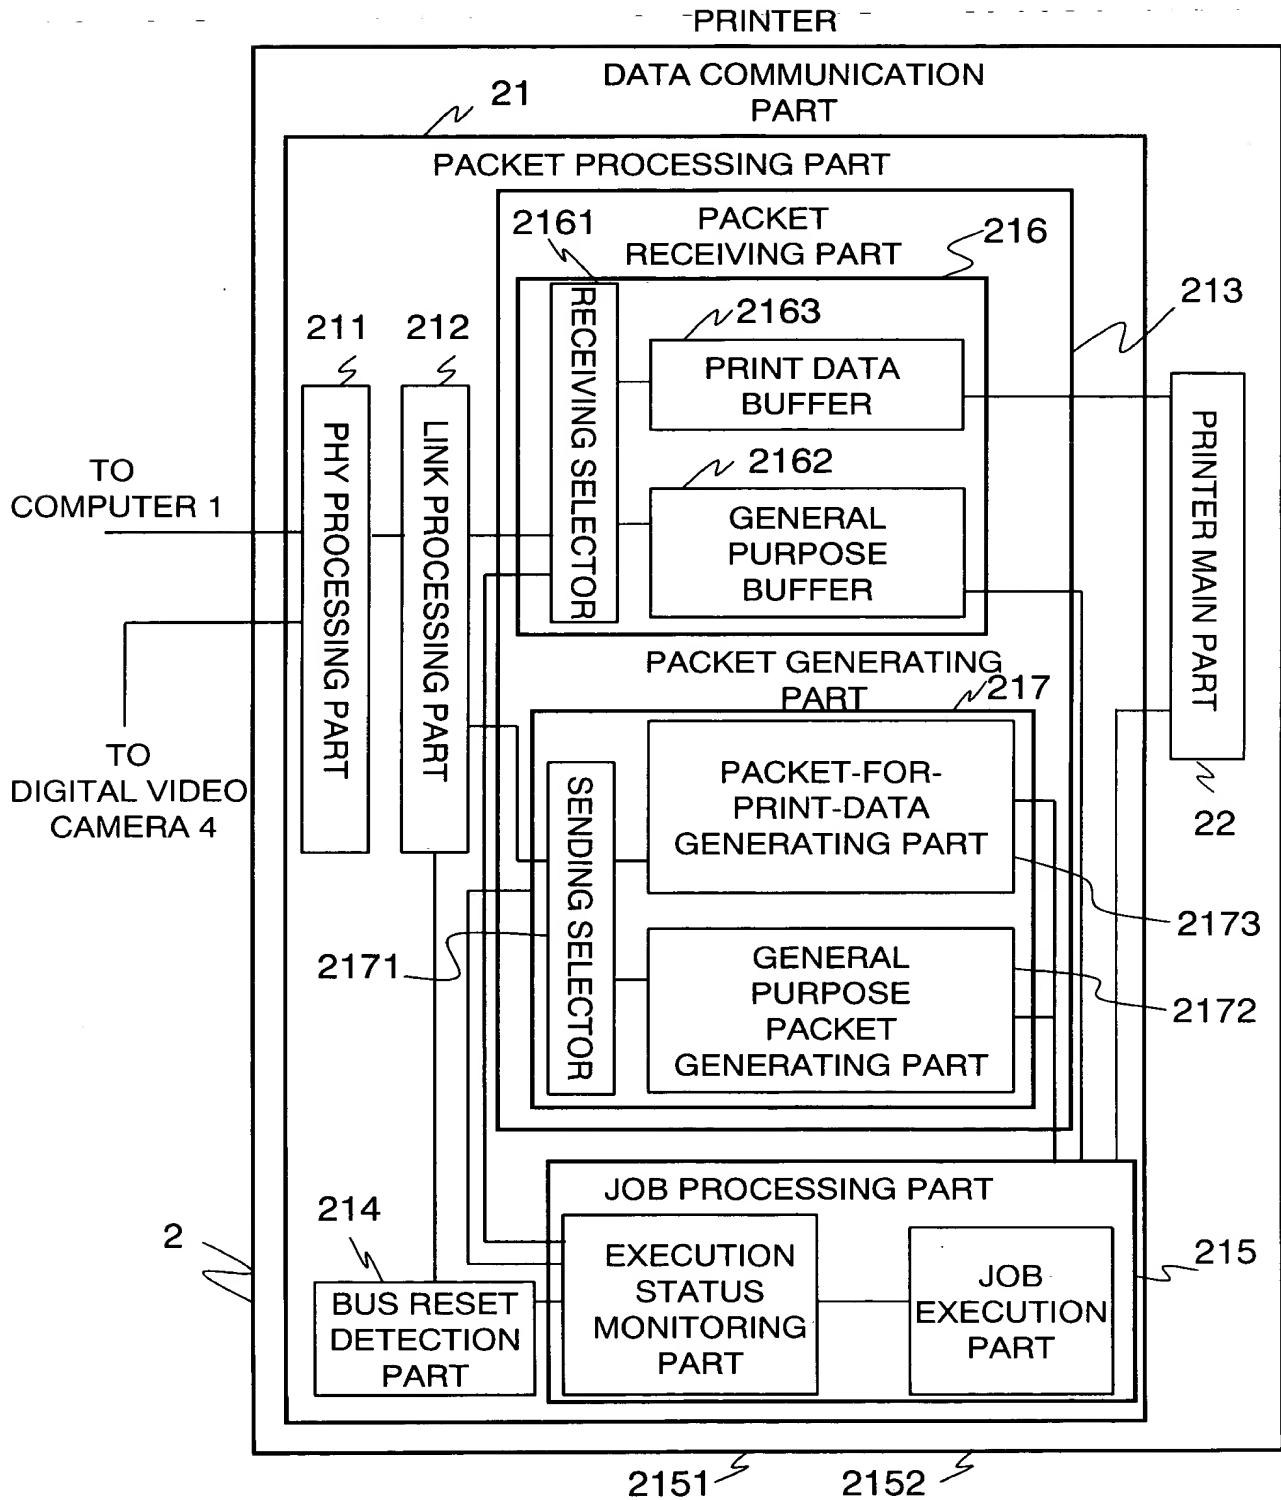 PRINTER
DATA COMMUNICATION
PART
21
PACKET PROCESSING PART
PACKET
RECEIVING PART
2161
216
213
211
212
RECEIVING SELECTOR
2163
PRINT DATA
BUFFER
2162
GENERAL
PURPOSE
BUFFER
PHY PROCESSING PART
LINK PROCESSING PART
PRINTER MAIN PART
TO
COMPUTER 1
TO
DIGITAL VIDEO
CAMERA 4
PACKET GENERATING
PART
217
22
SENDING SELECTOR
PACKET-FOR-
PRINT-DATA
GENERATING PART
2173
2171
GENERAL
PURPOSE
PACKET
GENERATING PART
2172
JOB PROCESSING PART
214
2
215
BUS RESET
DETECTION
PART
EXECUTION
STATUS
MONITORING
PART
JOB
EXECUTION
PART
2151
2152